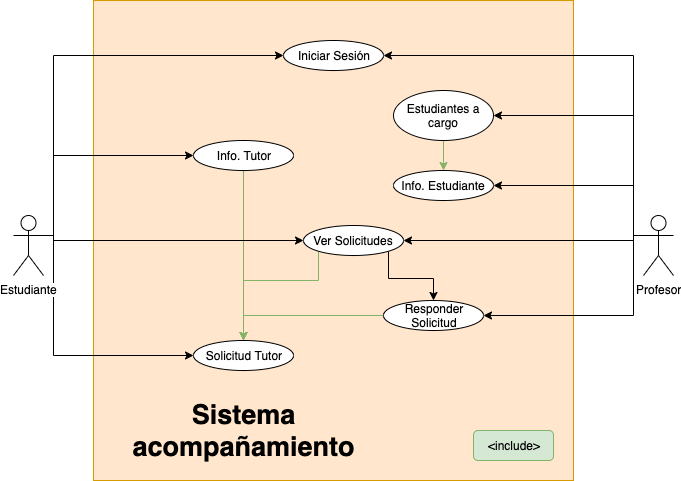 Iniciar Sesión
Estudiantes a
cargo
Info. Tutor
Info. Estudiante
Ver Solicitudes
Estudiante
Profesor
Responder
Solicitud
Solicitud Tutor
Sistema
acompañamiento
<include>